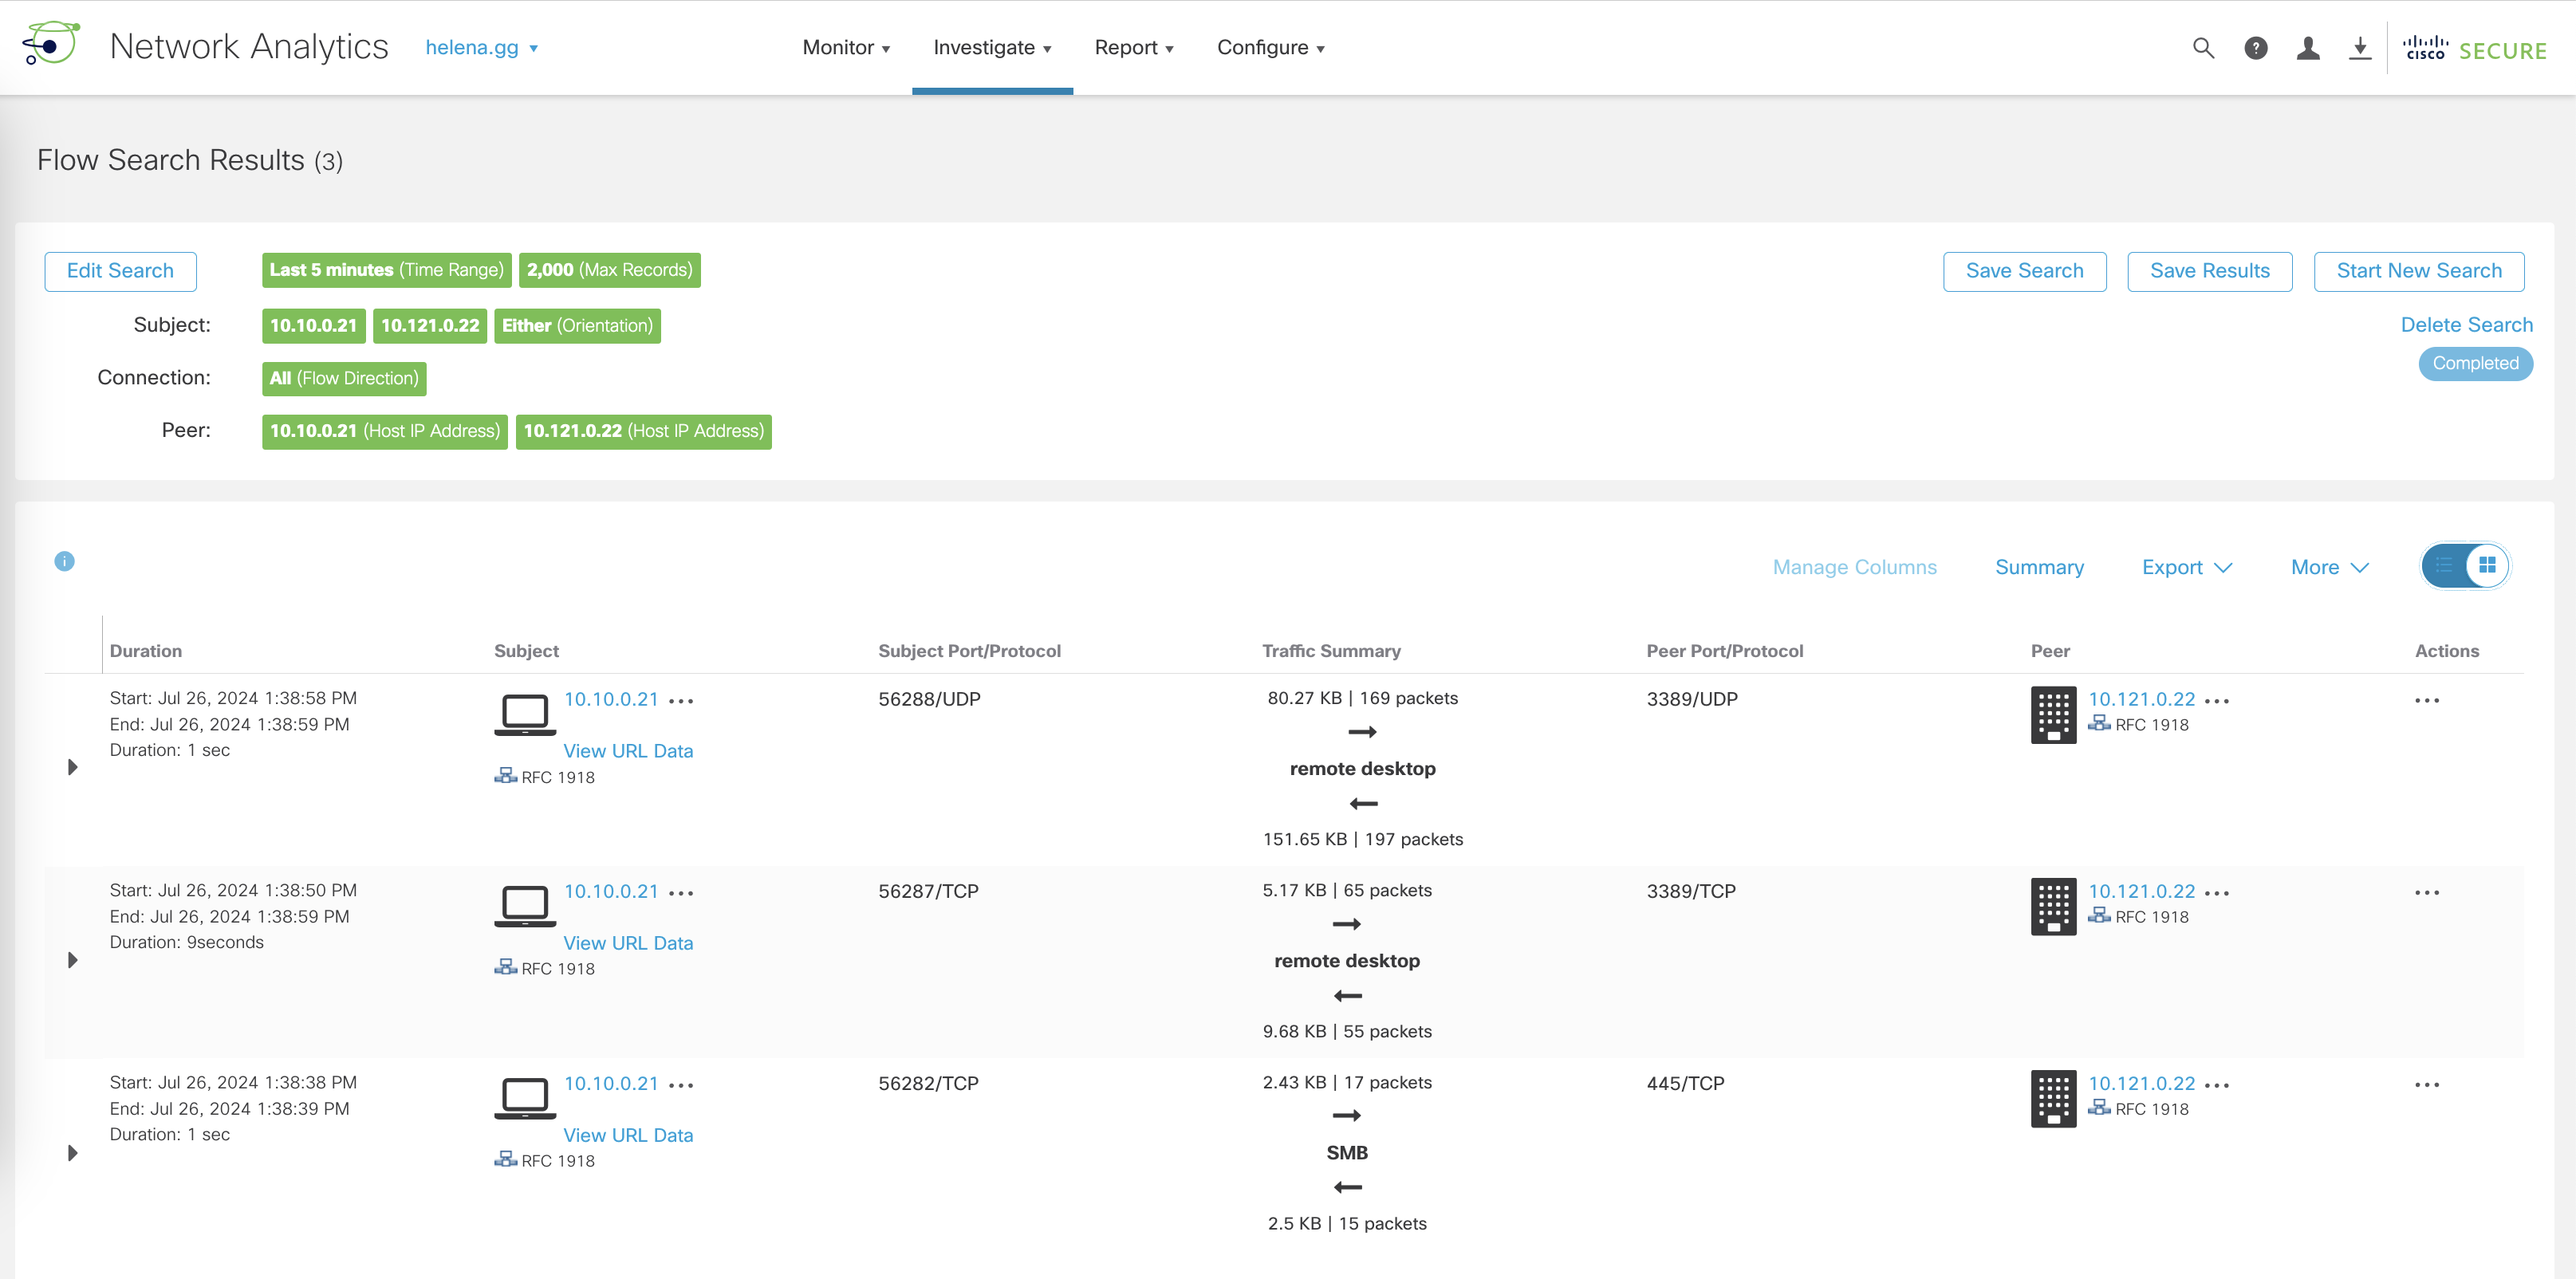 Network Analytics
helena.gg
Monitor
Investigate
Report
Configure
?
CISCO SECURE
Flow Search Results (3)
Edit Search
Last 5 minutes (Time Range)
2,000 (Max Records)
Save Search
Save Results
Start New Search
Subject:
10.10.0.21
10.121.0.22
Either (Orientation)
Delete Search
Completed
Connection:
All (Flow Direction)
Peer:
10.10.0.21 (Host IP Address)
10.121.0.22 (Host IP Address)
i
Manage Columns
Summary
Export
More
Duration
Subject
Subject Port/Protocol
Traffic Summary
Peer Port/Protocol
Peer
Actions
Start: Jul 26, 2024 1:38:58 PM
End: Jul 26, 2024 1:38:59 PM
Duration: 1 sec
10.10.0.21
View URL Data
RFC 1918
56288/UDP
80.27 KB | 169 packets
remote desktop
151.65 KB | 197 packets
3389/UDP
10.121.0.22
RFC 1918
Start: Jul 26, 2024 1:38:50 PM
End: Jul 26, 2024 1:38:59 PM
Duration: 9seconds
10.10.0.21
View URL Data
RFC 1918
56287/TCP
5.17 KB | 65 packets
remote desktop
9.68 KB | 55 packets
3389/TCP
10.121.0.22
RFC 1918
Start: Jul 26, 2024 1:38:38 PM
End: Jul 26, 2024 1:38:39 PM
Duration: 1 sec
10.10.0.21
View URL Data
RFC 1918
56282/TCP
2.43 KB | 17 packets
SMB
2.5 KB | 15 packets
445/TCP
10.121.0.22
RFC 1918